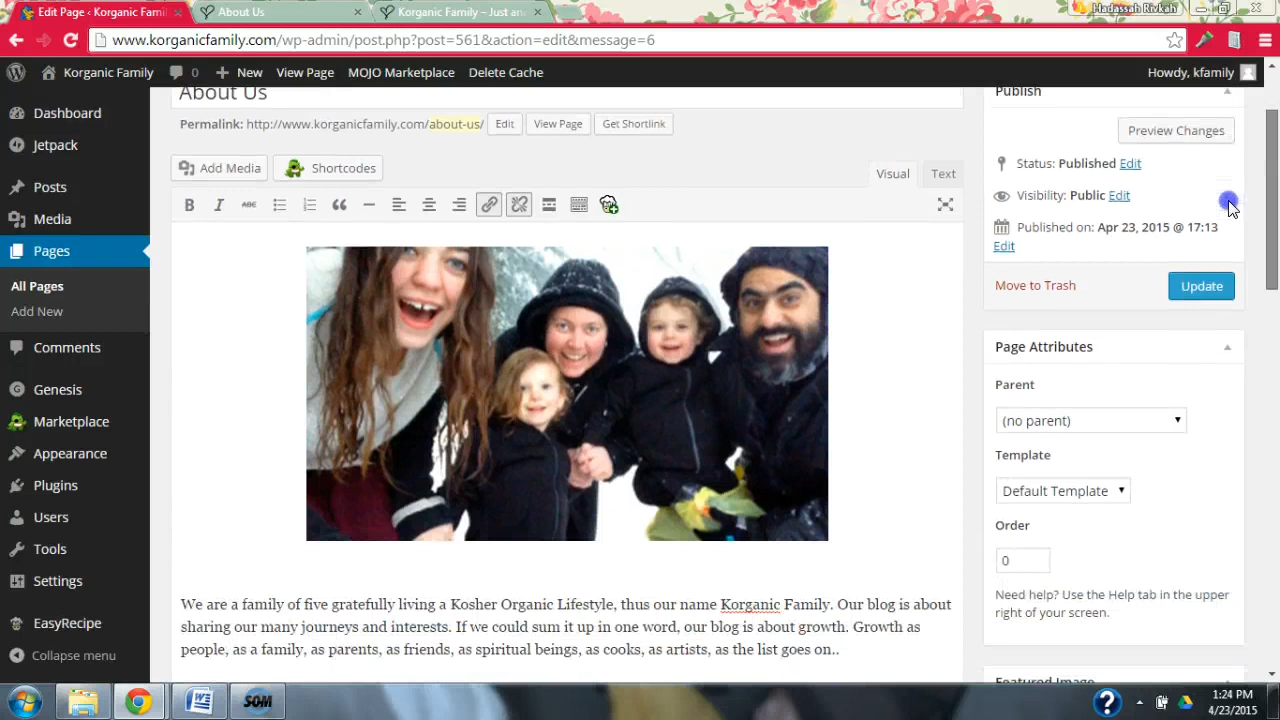 Edit Page < Korganic Famil
About Us
Korganic Family – Just an
Hadassah Rivkah
www.korganicfamily.com/wp-admin/post.php?post=561&action=edit&message=6
Korganic Family
0
New
View Page
MOJO Marketplace
Delete Cache
Howdy, kfamily
Dashboard
Jetpack
Posts
Media
Pages
All Pages
Add New
Comments
Genesis
Marketplace
Appearance
Plugins
Users
Tools
Settings
EasyRecipe
Collapse menu
About Us
Permalink: http://www.korganicfamily.com/about-us/
Edit
View Page
Get Shortlink
Add Media
Shortcodes
Visual
Text
B
I
ABC
We are a family of five gratefully living a Kosher Organic Lifestyle, thus our name Korganic Family. Our blog is about
sharing our many journeys and interests. If we could sum it up in one word, our blog is about growth. Growth as
people, as a family, as parents, as friends, as spiritual beings, as cooks, as artists, as the list goes on..
Publish
Preview Changes
Status: Published Edit
Visibility: Public Edit
Published on: Apr 23, 2015 @ 17:13
Edit
Move to Trash
Update
Page Attributes
Parent
(no parent)
Template
Default Template
Order
0
Need help? Use the Help tab in the upper
right of your screen.
Featured Image
SOM
1:24 PM
4/23/2015